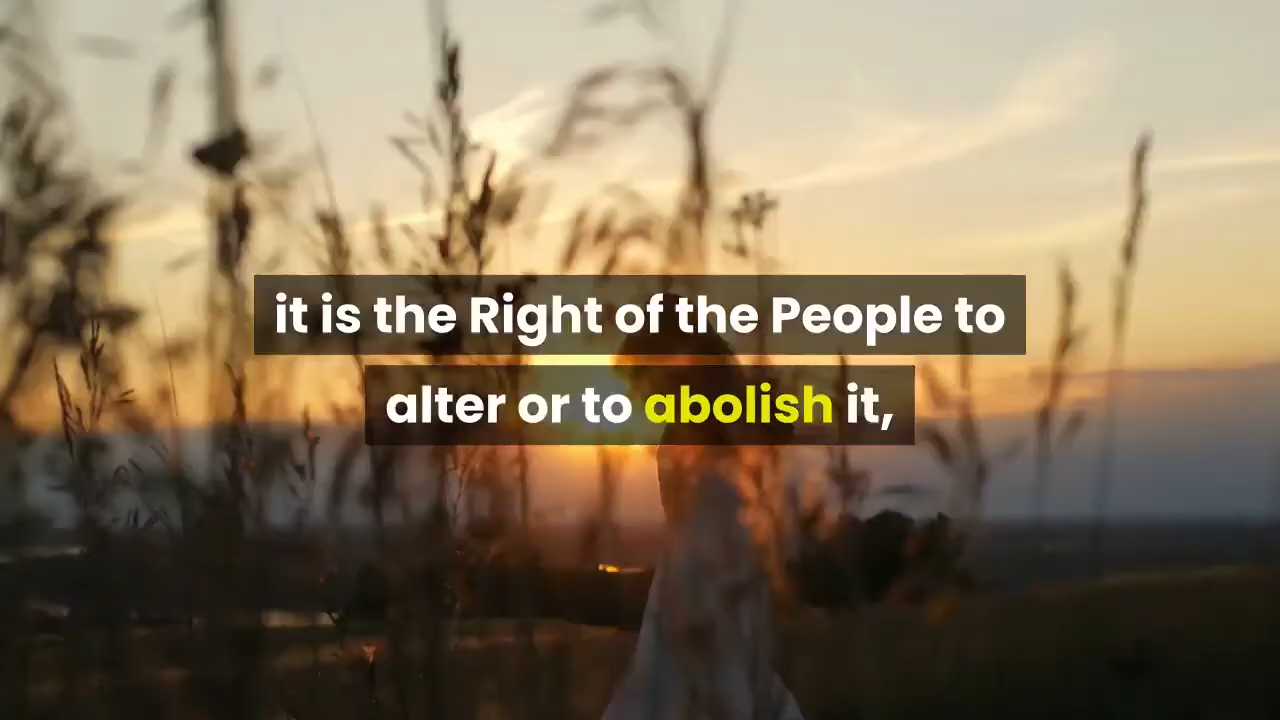 it is the Right of the People to
alter or to abolish it,